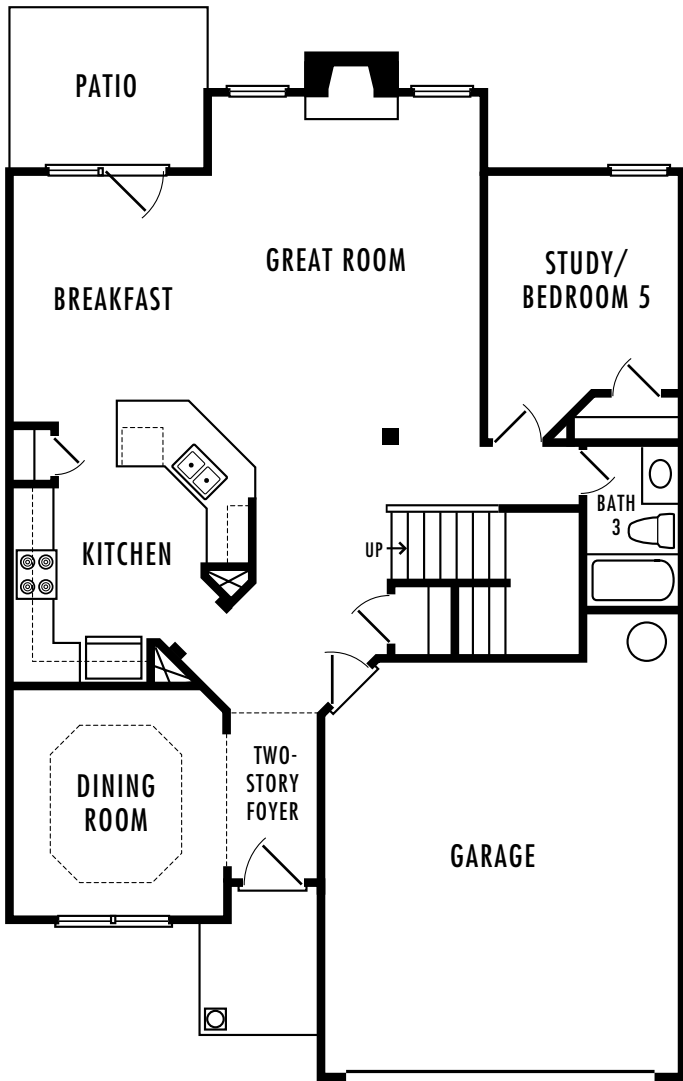 PATIO
GREAT ROOM
STUDY/
BEDROOM 5
BREAKFAST
BATH
3
KITCHEN
UP
TWO-
STORY
FOYER
DINING
ROOM
GARAGE